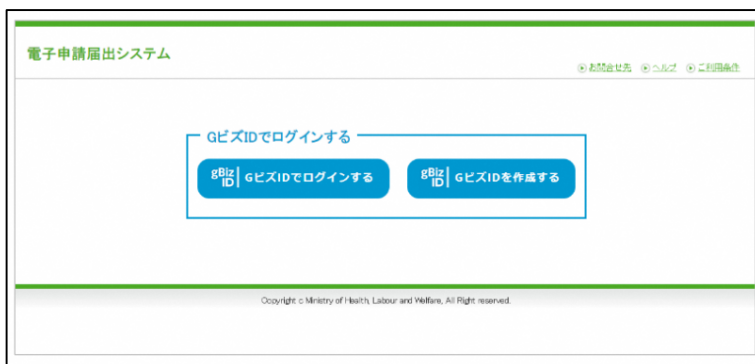 電子申請届出システム
お問合せ先 ヘルプ ご利用条件
GビズIDでログインする
gBiz ID GビズIDでログインする gBiz ID GビズIDを作成する
Copyright c Ministry of Health, Labour and Welfare, All Right reserved.